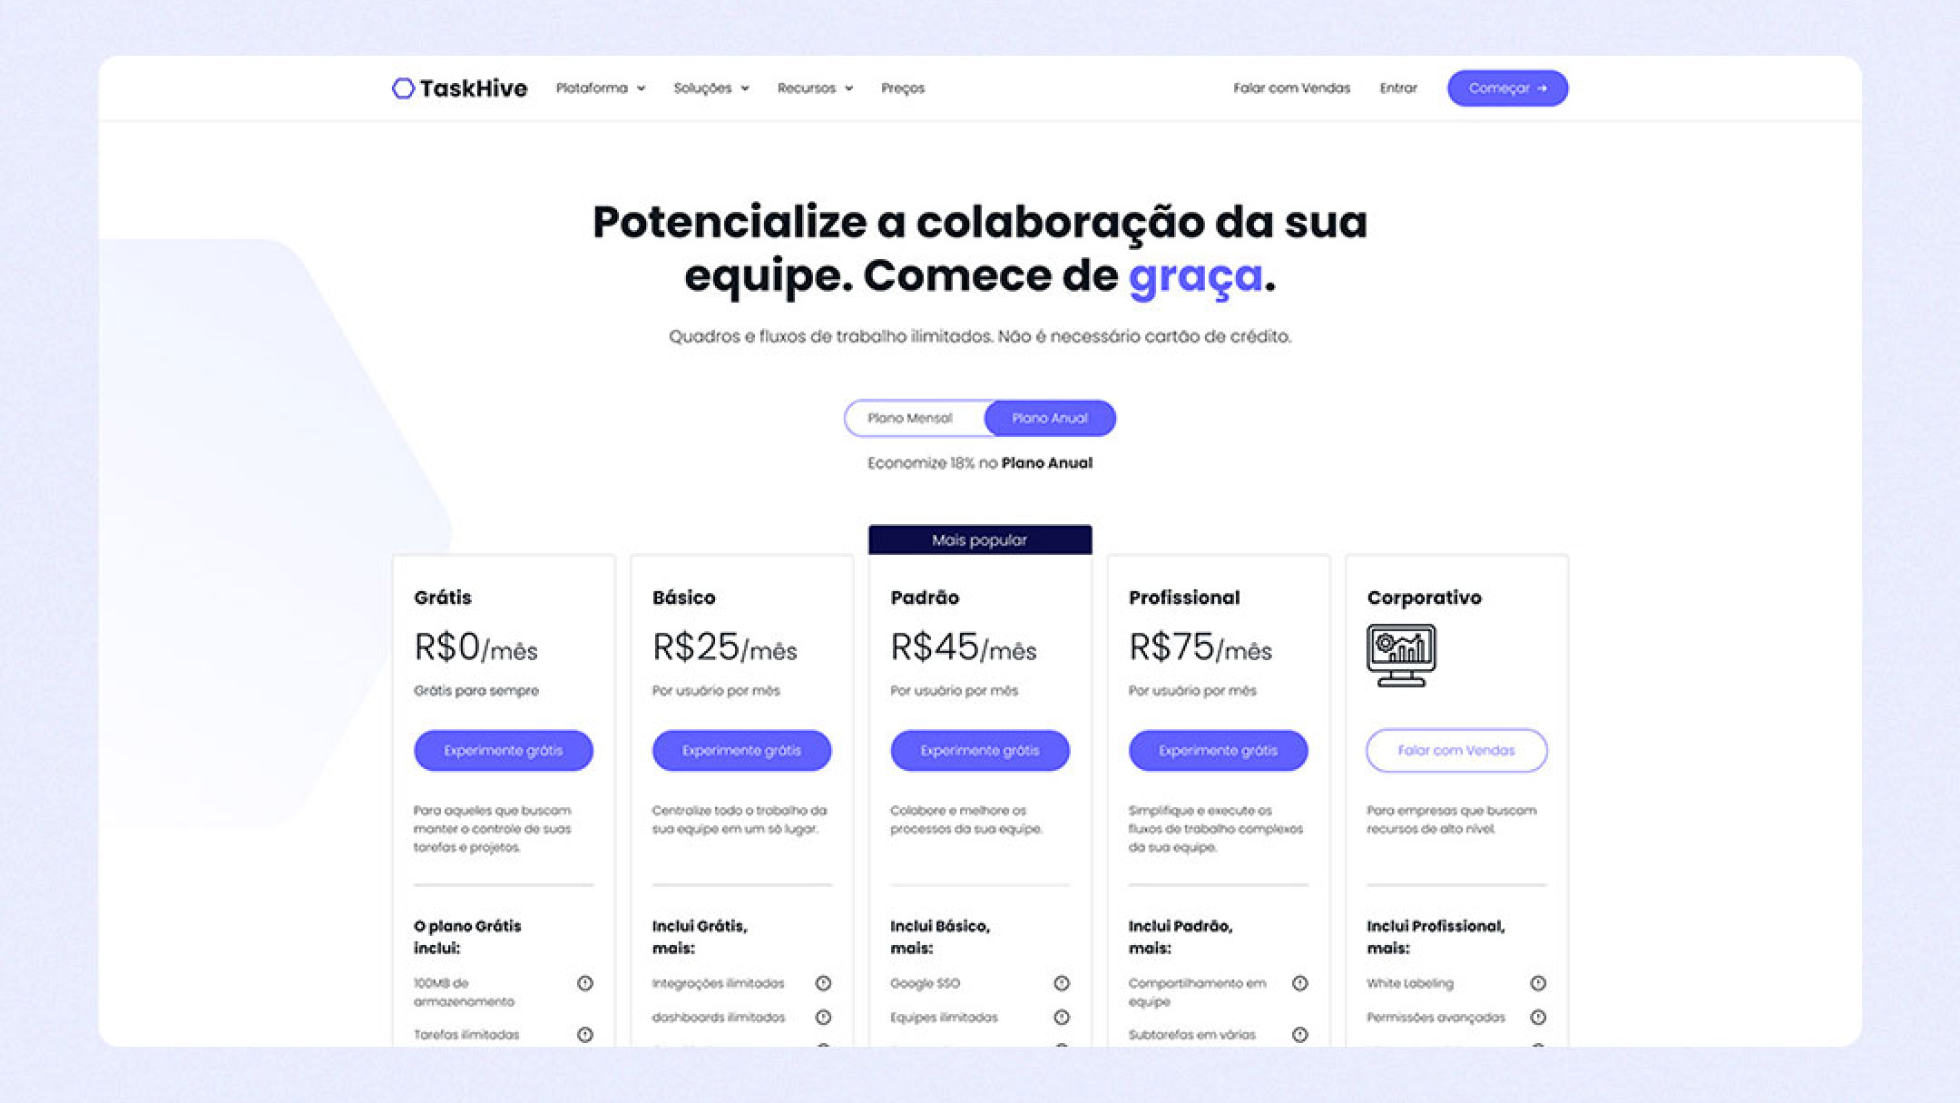 TaskHive Plataforma Soluções Recursos Preços Falar com Vendas Entrar Começar →
Potencialize a colaboração da sua
equipe. Comece de graça.
Quadros e fluxos de trabalho ilimitados. Não é necessário cartão de crédito.
Plano Mensal Plano Anual
Economize 18% no Plano Anual
Grátis
R$0/mês
Grátis para sempre
Experimente grátis
Para aqueles que buscam
manter o controle de suas
tarefas e projetos.
O plano Grátis
inclui:
100MB de
armazenamento
Tarefas ilimitadas
Básico
R$25/mês
Por usuário por mês
Experimente grátis
Centralize todo o trabalho da
sua equipe em um só lugar.
Inclui Grátis,
mais:
Integrações ilimitadas
dashboards ilimitados
Mais popular
Padrão
R$45/mês
Por usuário por mês
Experimente grátis
Colabore e melhore os
processos da sua equipe.
Inclui Básico,
mais:
Google SSO
Equipes ilimitadas
Profissional
R$75/mês
Por usuário por mês
Experimente grátis
Simplifique e execute os
fluxos de trabalho complexos
da sua equipe.
Inclui Padrão,
mais:
Compartilhamento em
equipe
Subtarefas em várias
Corporativo
Falar com Vendas
Para empresas que buscam
recursos de alto nível.
Inclui Profissional,
mais:
White Labeling
Permissões avançadas